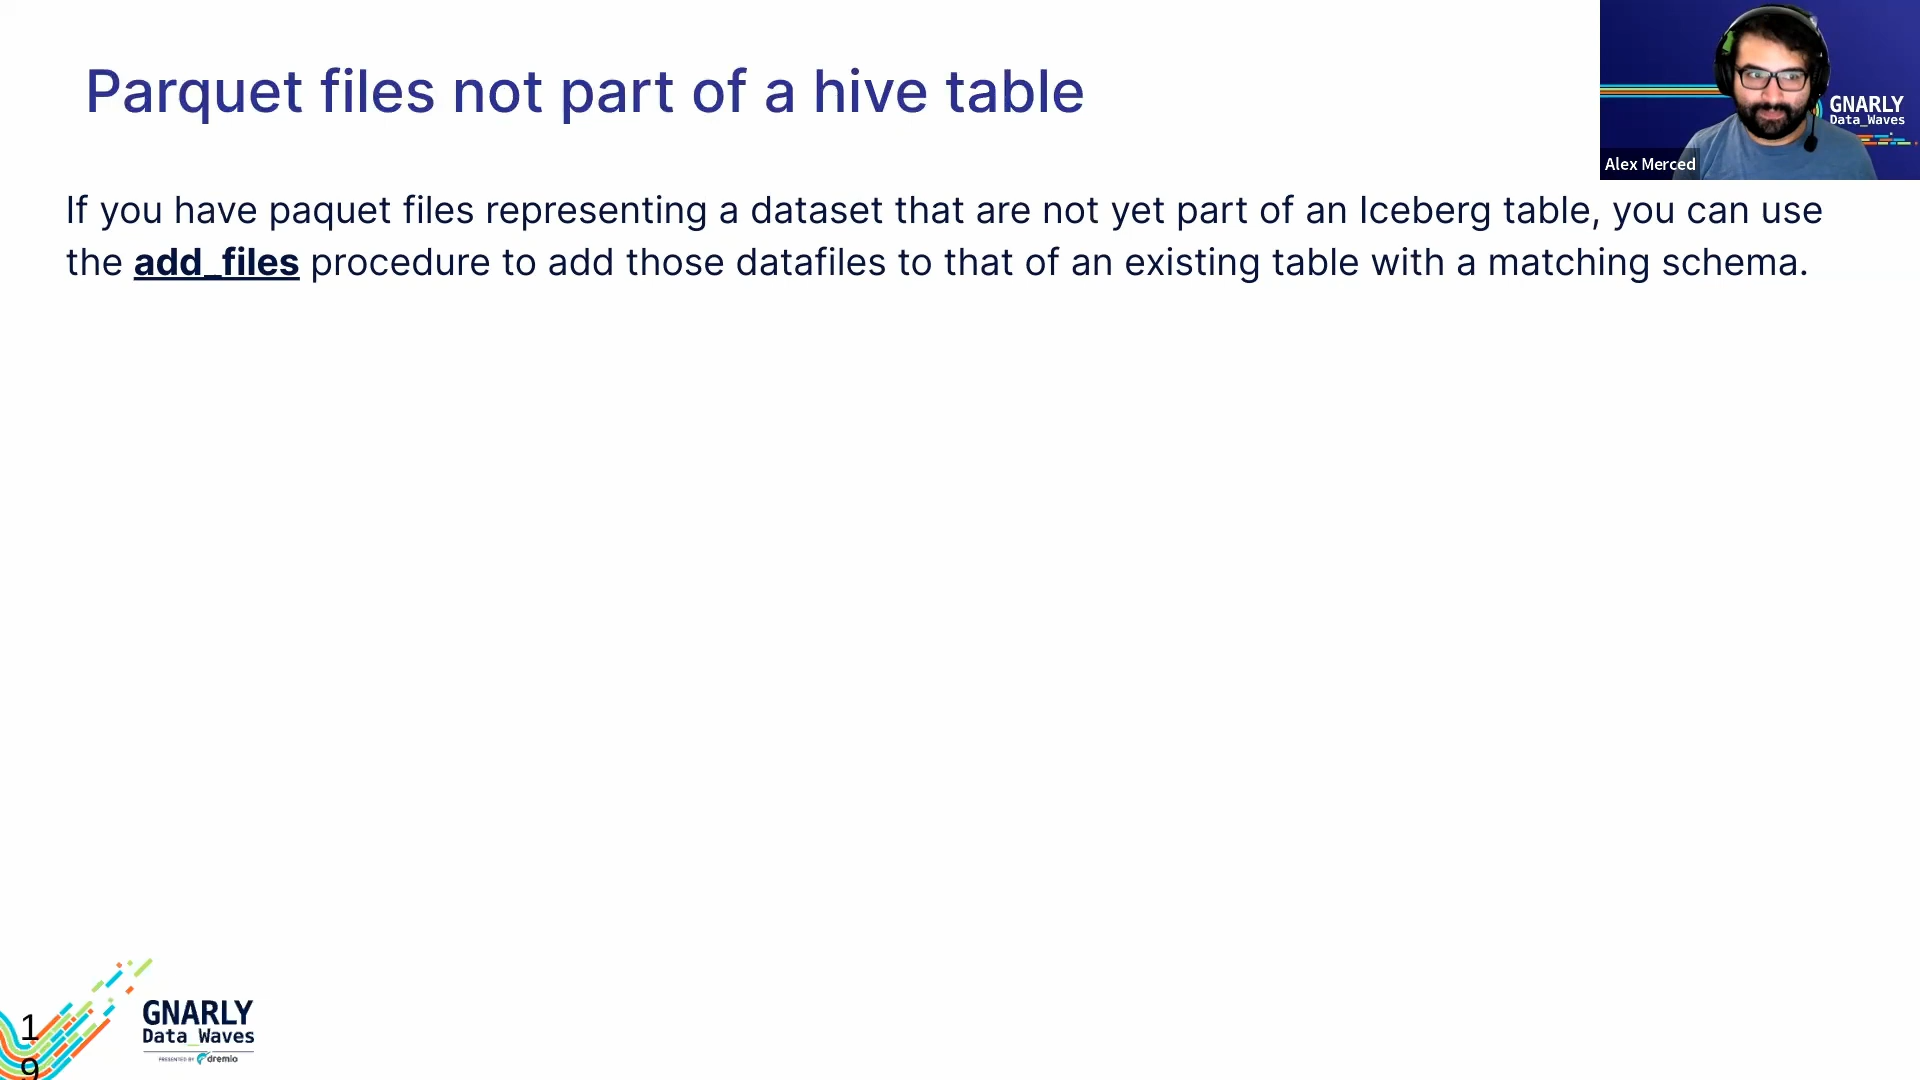 Parquet files not part of a hive table
GNARLY
Data_Waves
Alex Merced
If you have paquet files representing a dataset that are not yet part of an Iceberg table, you can use
the add_files procedure to add those datafiles to that of an existing table with a matching schema.
1
9
GNARLY
Data_Waves
PRESENTED BY dremio